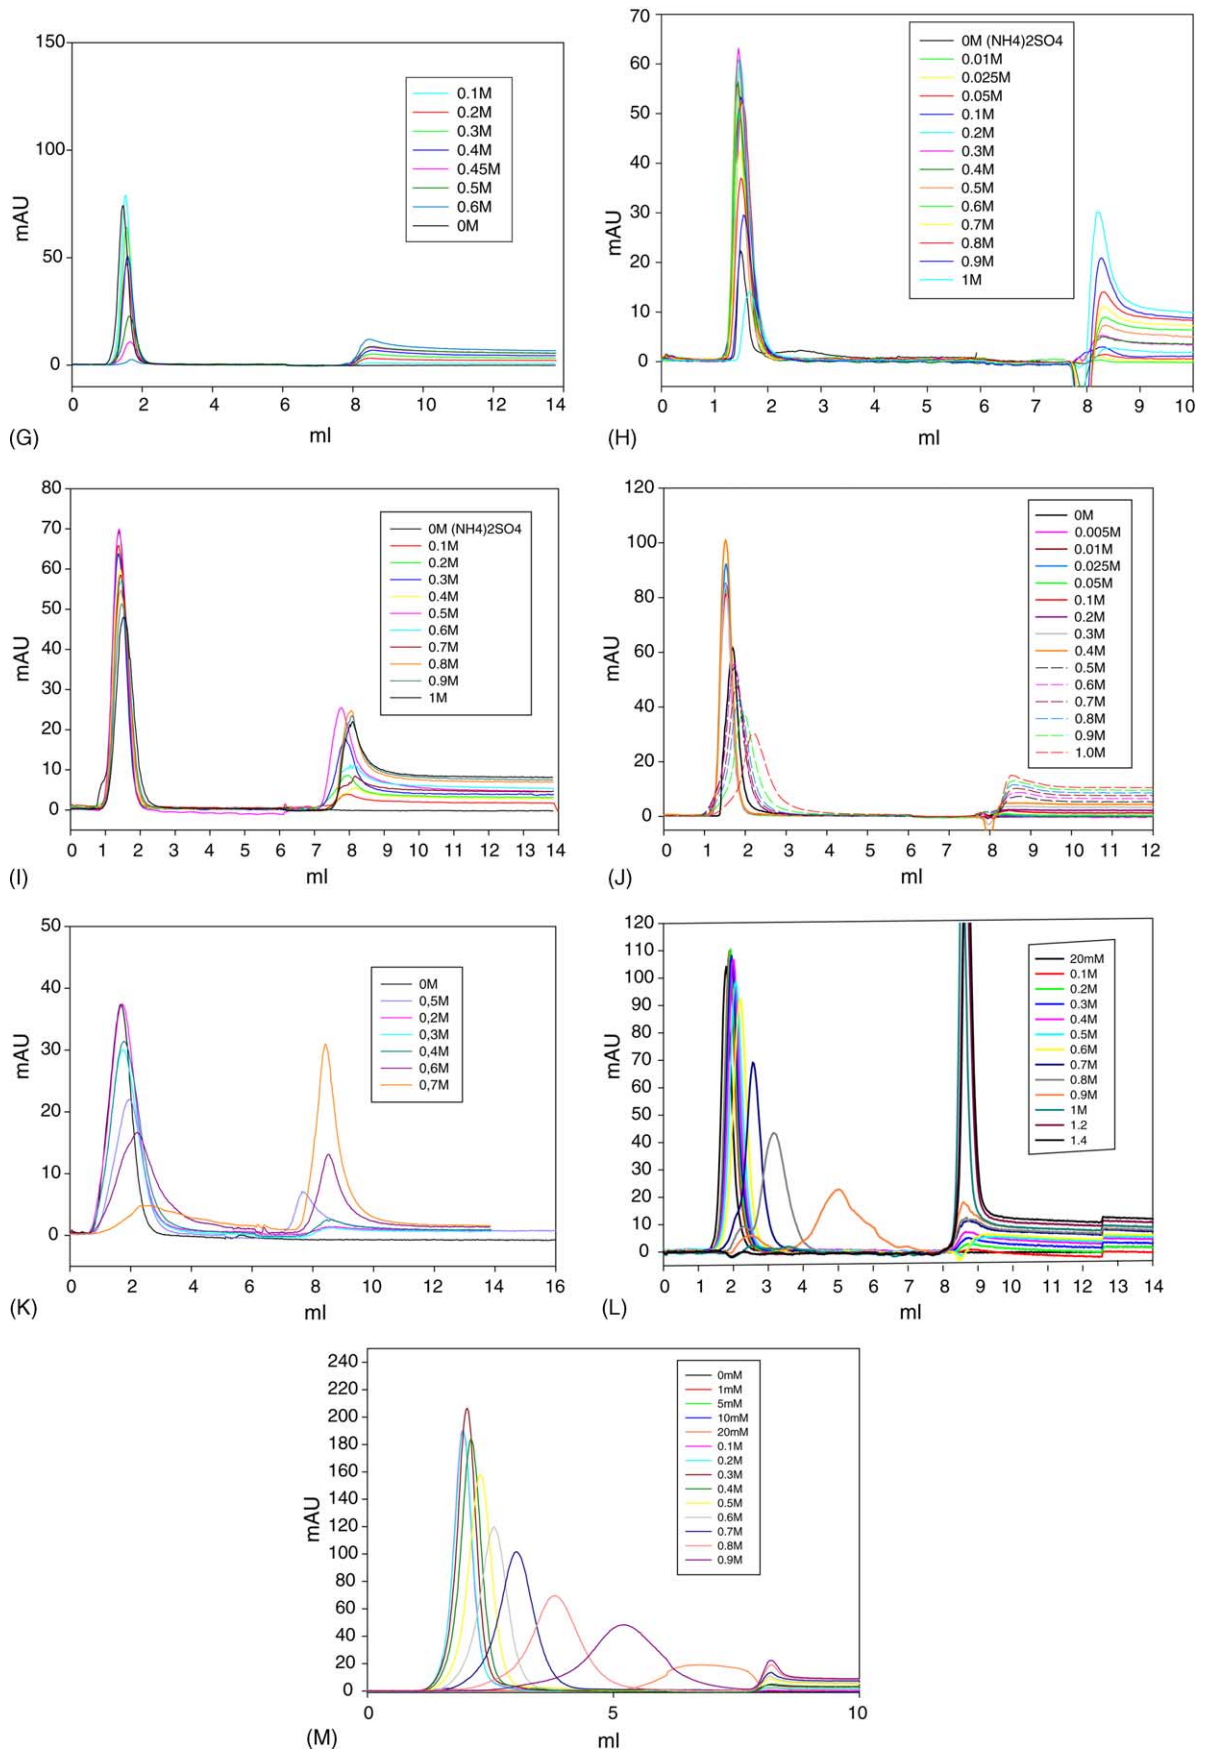 150
100
50
0
mAU
0.1M
0.2M
0.3M
0.4M
0.45M
0.5M
0.6M
0M
0 2 4 6 8 10 12 14
(G) ml
70
60
50
40
30
20
10
0
mAU
0M (NH4)2SO4
0.01M
0.025M
0.05M
0.1M
0.2M
0.3M
0.4M
0.5M
0.6M
0.7M
0.8M
0.9M
1M
0 1 2 3 4 5 6 7 8 9 10
(H) ml
80
70
60
50
40
30
20
10
0
mAU
0M (NH4)2SO4
0.1M
0.2M
0.3M
0.4M
0.5M
0.6M
0.7M
0.8M
0.9M
1M
0 1 2 3 4 5 6 7 8 9 10 11 12 13 14
(I) ml
120
100
80
60
40
20
0
mAU
0M
0.005M
0.01M
0.025M
0.05M
0.1M
0.2M
0.3M
0.4M
0.5M
0.6M
0.7M
0.8M
0.9M
1.0M
0 1 2 3 4 5 6 7 8 9 10 11 12
(J) ml
50
40
30
20
10
0
mAU
0M
0,5M
0,2M
0,3M
0,4M
0,6M
0,7M
0 2 4 6 8 10 12 14 16
(K) ml
120
110
100
90
80
70
60
50
40
30
20
10
0
mAU
20mM
0.1M
0.2M
0.3M
0.4M
0.5M
0.6M
0.7M
0.8M
0.9M
1M
1.2
1.4
0 1 2 3 4 5 6 7 8 9 10 11 12 13 14
(L) ml
240
220
200
180
160
140
120
100
80
60
40
20
0
mAU
0mM
1mM
5mM
10mM
20mM
0.1M
0.2M
0.3M
0.4M
0.5M
0.6M
0.7M
0.8M
0.9M
0 5 10
(M) ml